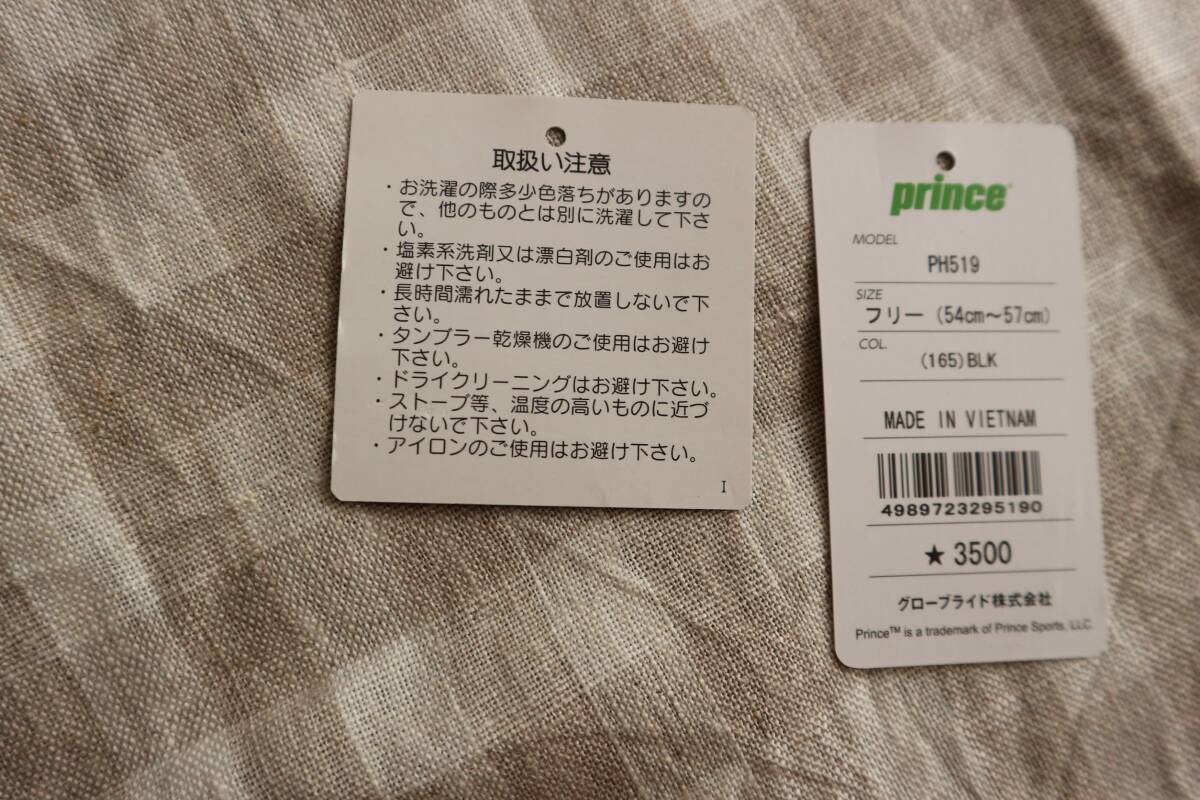 取扱い注意
・お洗濯の際多少色落ちがありますの
で、他のものとは別に洗濯して下さ
い。
・塩素系洗剤又は漂白剤のご使用はお
避け下さい。
・長時間濡れたままで放置しないで下
さい。
・タンブラー乾燥機のご使用はお避け
下さい。
・ドライクリーニングはお避け下さい。
・ストーブ等、温度の高いものに近づ
けないで下さい。
・アイロンのご使用はお避け下さい。
I
prince
MODEL
PH519
SIZE
フリー (54cm～57cm)
COL.
(165)BLK
MADE IN VIETNAM
4989723295190
★ 3500
グローブライド株式会社
Prince™ is a trademark of Prince Sports, LLC.